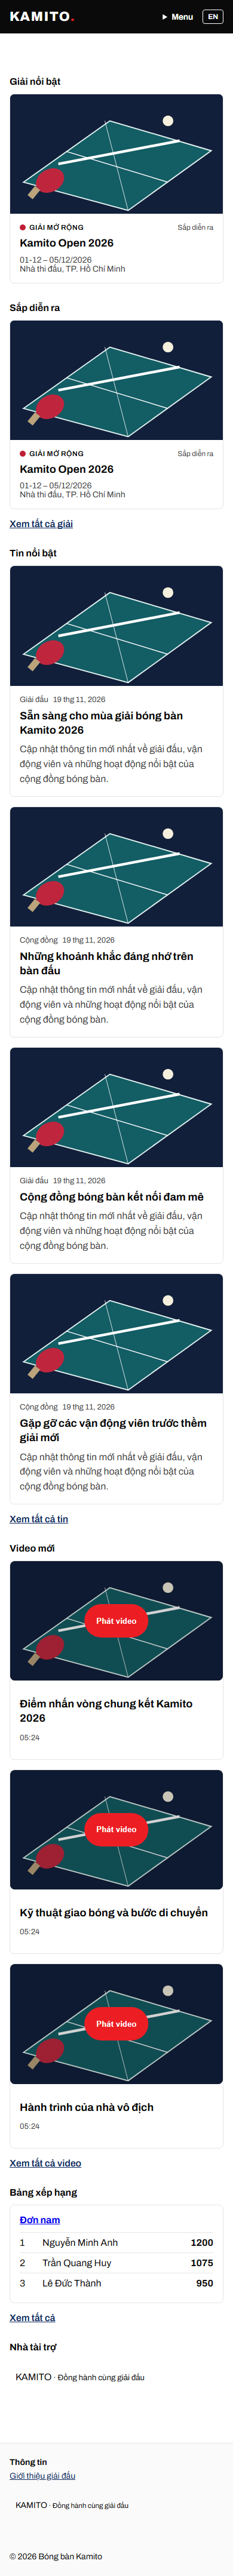 KAMITO.
▶ Menu
EN
Giải nổi bật
GIẢI MỞ RỘNG
Sắp diễn ra
Kamito Open 2026
01-12 – 05/12/2026
Nhà thi đấu, TP. Hồ Chí Minh
Sắp diễn ra
GIẢI MỞ RỘNG
Sắp diễn ra
Kamito Open 2026
01-12 – 05/12/2026
Nhà thi đấu, TP. Hồ Chí Minh
Xem tất cả giải
Tin nổi bật
Giải đấu 19 thg 11, 2026
Sẵn sàng cho mùa giải bóng bàn
Kamito 2026
Cập nhật thông tin mới nhất về giải đấu, vận
động viên và những hoạt động nổi bật của
cộng đồng bóng bàn.
Cộng đồng 19 thg 11, 2026
Những khoảnh khắc đáng nhớ trên
bàn đấu
Cập nhật thông tin mới nhất về giải đấu, vận
động viên và những hoạt động nổi bật của
cộng đồng bóng bàn.
Giải đấu 19 thg 11, 2026
Cộng đồng bóng bàn kết nối đam mê
Cập nhật thông tin mới nhất về giải đấu, vận
động viên và những hoạt động nổi bật của
cộng đồng bóng bàn.
Cộng đồng 19 thg 11, 2026
Gặp gỡ các vận động viên trước thềm
giải mới
Cập nhật thông tin mới nhất về giải đấu, vận
động viên và những hoạt động nổi bật của
cộng đồng bóng bàn.
Xem tất cả tin
Video mới
Phát video
Điểm nhấn vòng chung kết Kamito
2026
05:24
Phát video
Kỹ thuật giao bóng và bước di chuyển
05:24
Phát video
Hành trình của nhà vô địch
05:24
Xem tất cả video
Bảng xếp hạng
Đơn nam
1 Nguyễn Minh Anh 1200
2 Trần Quang Huy 1075
3 Lê Đức Thành 950
Xem tất cả
Nhà tài trợ
KAMITO · Đồng hành cùng giải đấu
Thông tin
Giới thiệu giải đấu
KAMITO · Đồng hành cùng giải đấu
© 2026 Bóng bàn Kamito